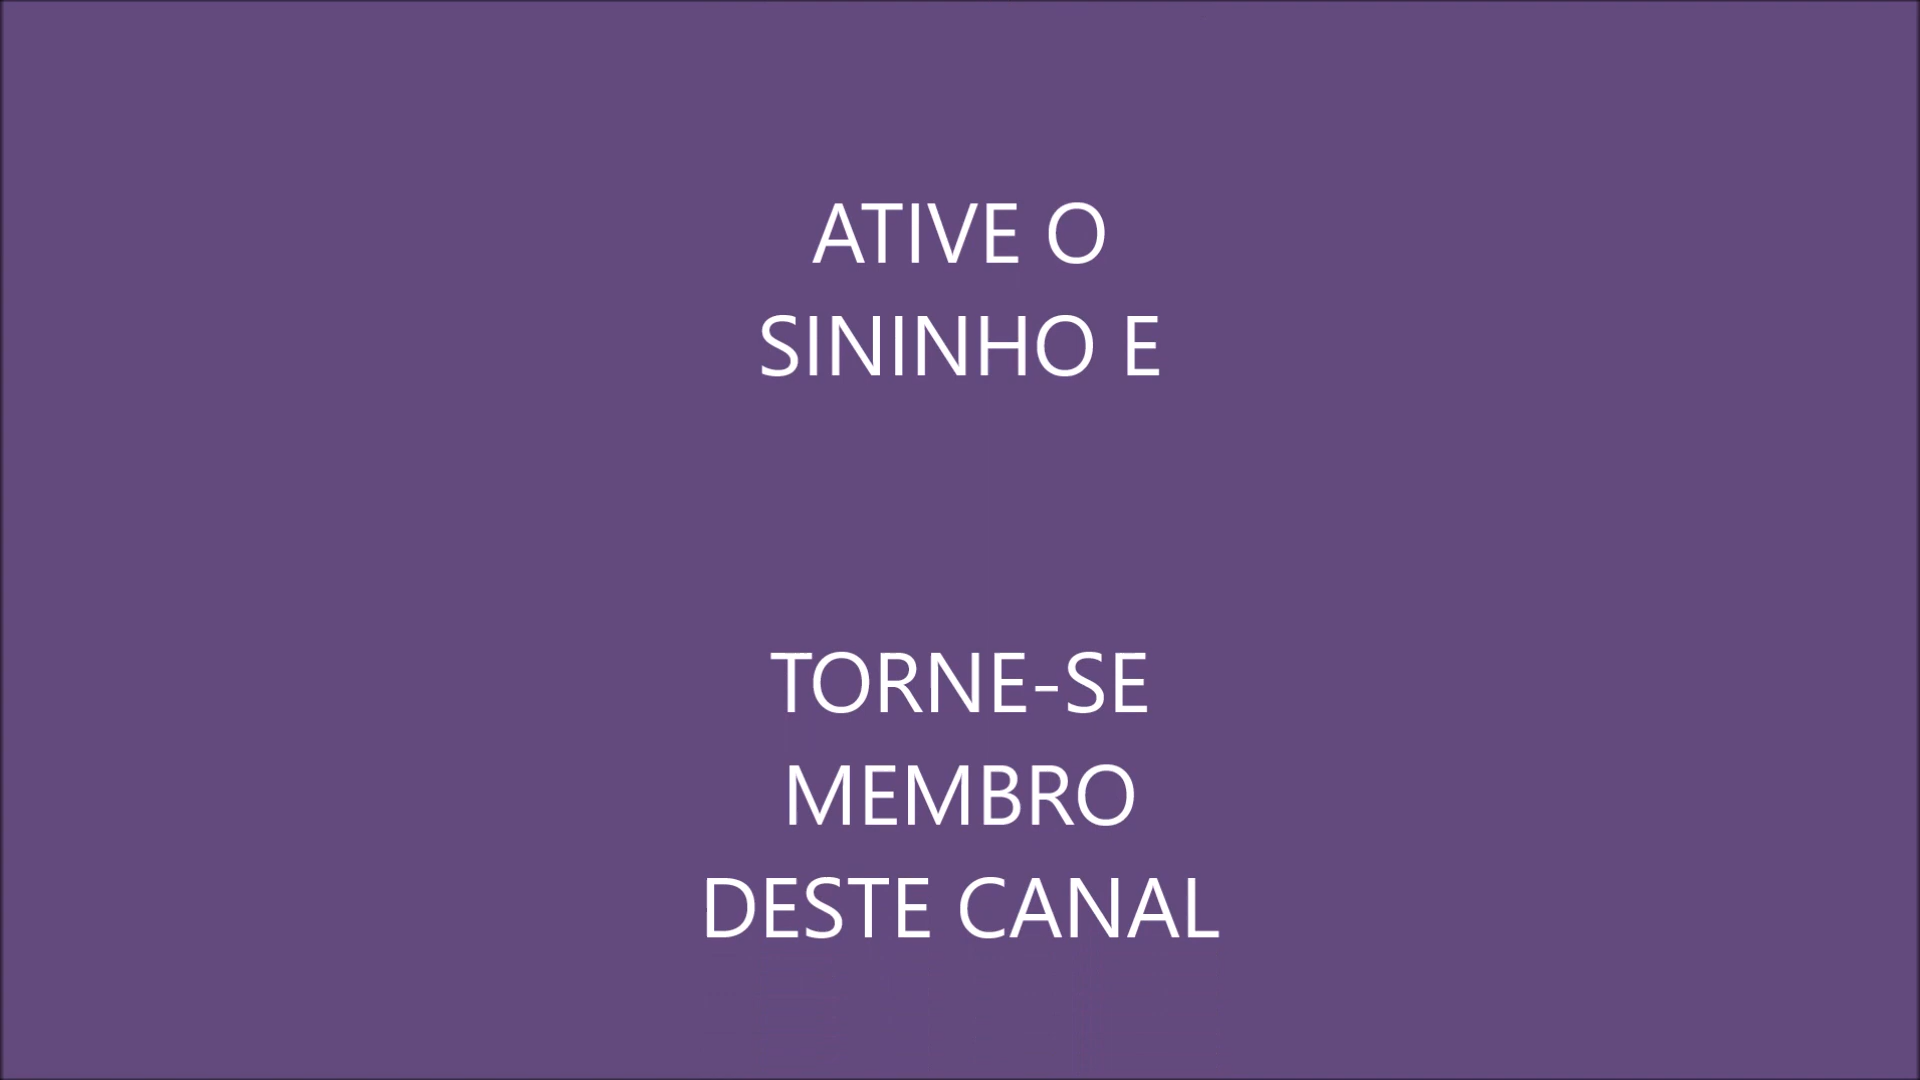 ATIVE O
SININHO E
TORNE-SE
MEMBRO
DESTE CANAL